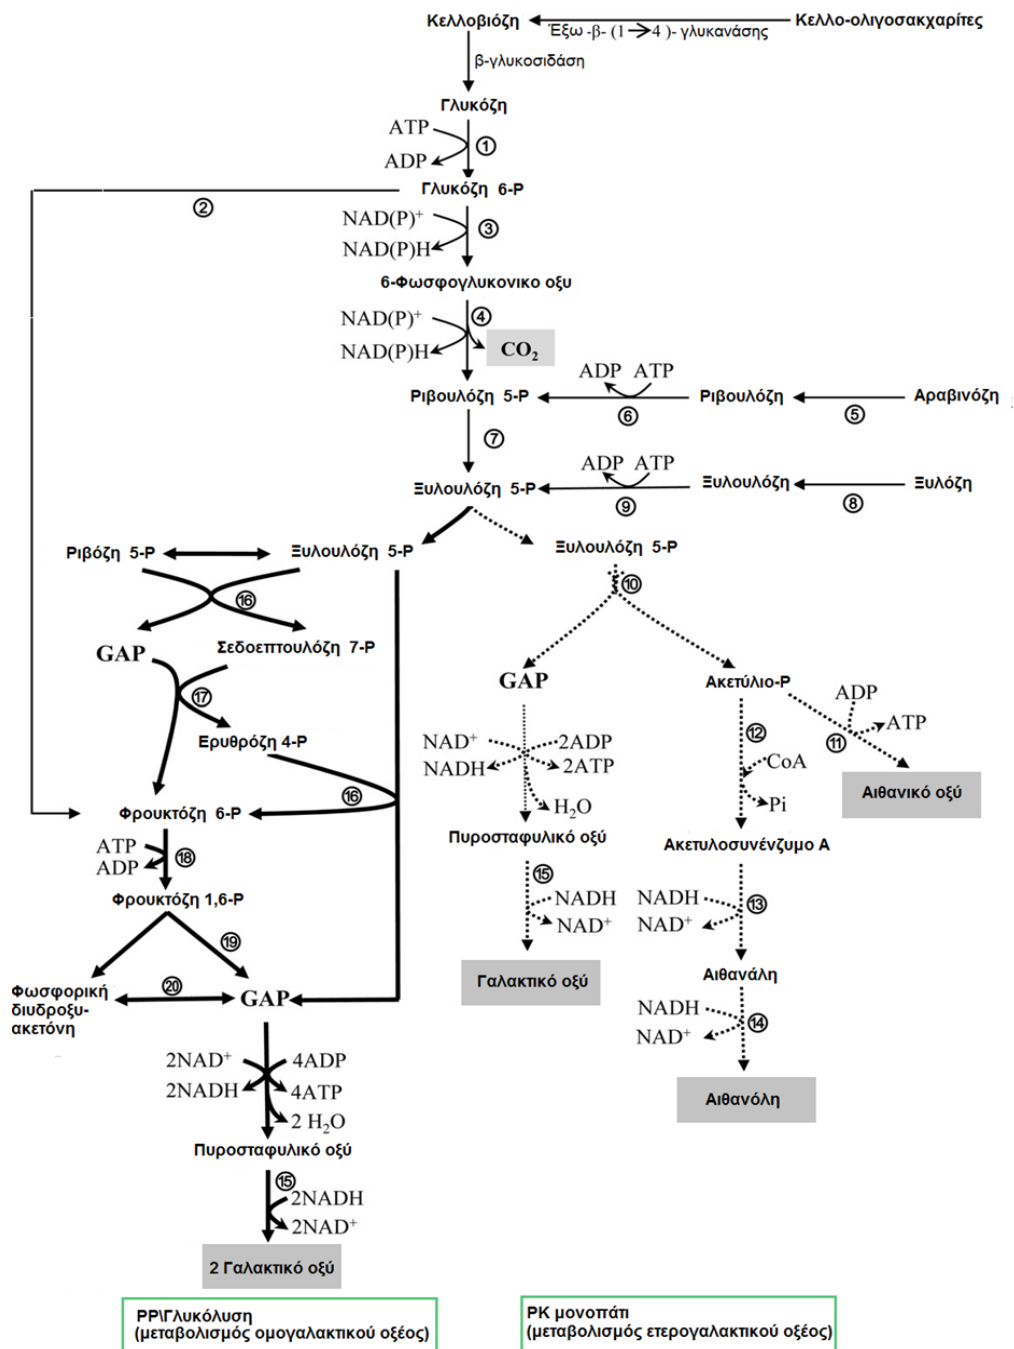 Κελλοβιόζη
Κελλο-ολιγοσακχαρίτες
Έξω -β- (1→4 )- γλυκανάσης
β-γλυκοσιδάση
Γλυκόζη
ATP
①
ADP
Γλυκόζη 6-P
②
NAD(P)⁺
③
NAD(P)H
6-Φωσφογλυκονικο οξυ
NAD(P)⁺
④
NAD(P)H
CO₂
ADP ATP
Ριβουλόζη 5-P
Ριβουλόζη
Αραβινόζη
⑥
⑤
⑦
ADP ATP
Ξυλουλόζη 5-P
Ξυλουλόζη
Ξυλόζη
⑨
⑧
Ριβόζη 5-P
Ξυλουλόζη 5-P
Ξυλουλόζη 5-P
⑩
⑯
GAP
Σεδοεπτουλόζη 7-P
GAP
Ακετύλιο-P
⑰
ADP
ATP
⑪
Ερυθρόζη 4-P
NAD⁺
2ADP
⑫
NADH
2ATP
CoA
Αιθανικό οξύ
⑯
H₂O
Pi
Φρουκτόζη 6-P
Πυροσταφυλικό οξύ
Ακετυλοσυνένζυμο Α
ATP
⑱
ADP
⑮
NADH
NAD⁺
NADH
⑬
NAD⁺
Φρουκτόζη 1,6-P
⑲
Γαλακτικό οξύ
Αιθανάλη
Φωσφορική
διυδροξυ-
ακετόνη
⑳
GAP
NADH
⑭
NAD⁺
2NAD⁺
4ADP
2NADH
4ATP
2 H₂O
Αιθανόλη
Πυροσταφυλικό οξύ
⑮
2NADH
2NAD⁺
2 Γαλακτικό οξύ
PP\Γλυκόλυση
(μεταβολισμός ομογαλακτικού οξέος)
PK μονοπάτι
(μεταβολισμός ετερογαλακτικού οξέος)